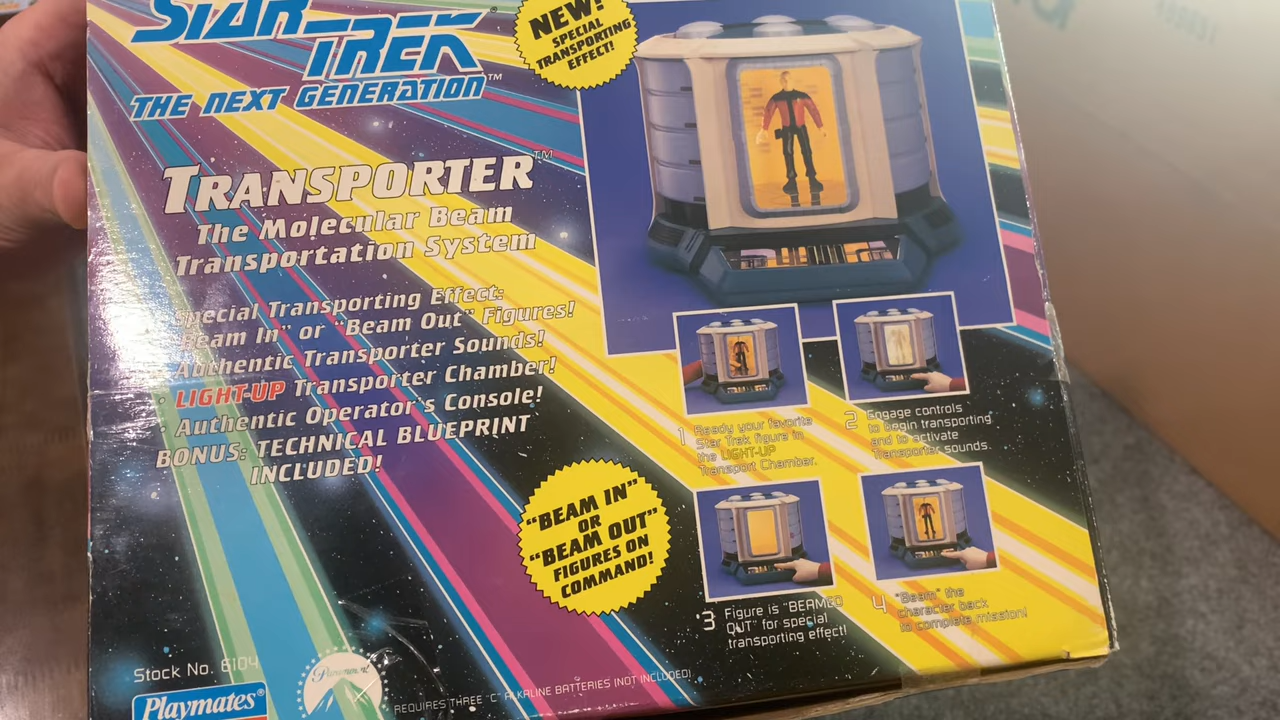 STAR
TREK™
THE NEXT GENERATION
TRANSPORTER™
The Molecular Beam
Transportation System
Special Transporting Effect:
Beam In" or "Beam Out" Figures!
Authentic Transporter Sounds!
· LIGHT-UP Transporter Chamber!
· Authentic Operator's Console!
BONUS: TECHNICAL BLUEPRINT
INCLUDED!
NEW!
SPECIAL
TRANSPORTING
EFFECT!
1 Ready your favorite
Star Trek figure in
the LIGHT-UP
Transport Chamber.
2 Engage controls
to begin transporting
and to activate
Transporter sounds.
"BEAM IN"
OR
"BEAM OUT"
FIGURES ON
COMMAND!
3 Figure is "BEAMED
OUT" for special
transporting effect!
4 "Beam" the
character back
to complete mission!
Stock No. 6104
Playmates®
Paramount
REQUIRES THREE "C" ALKALINE BATTERIES (NOT INCLUDED)